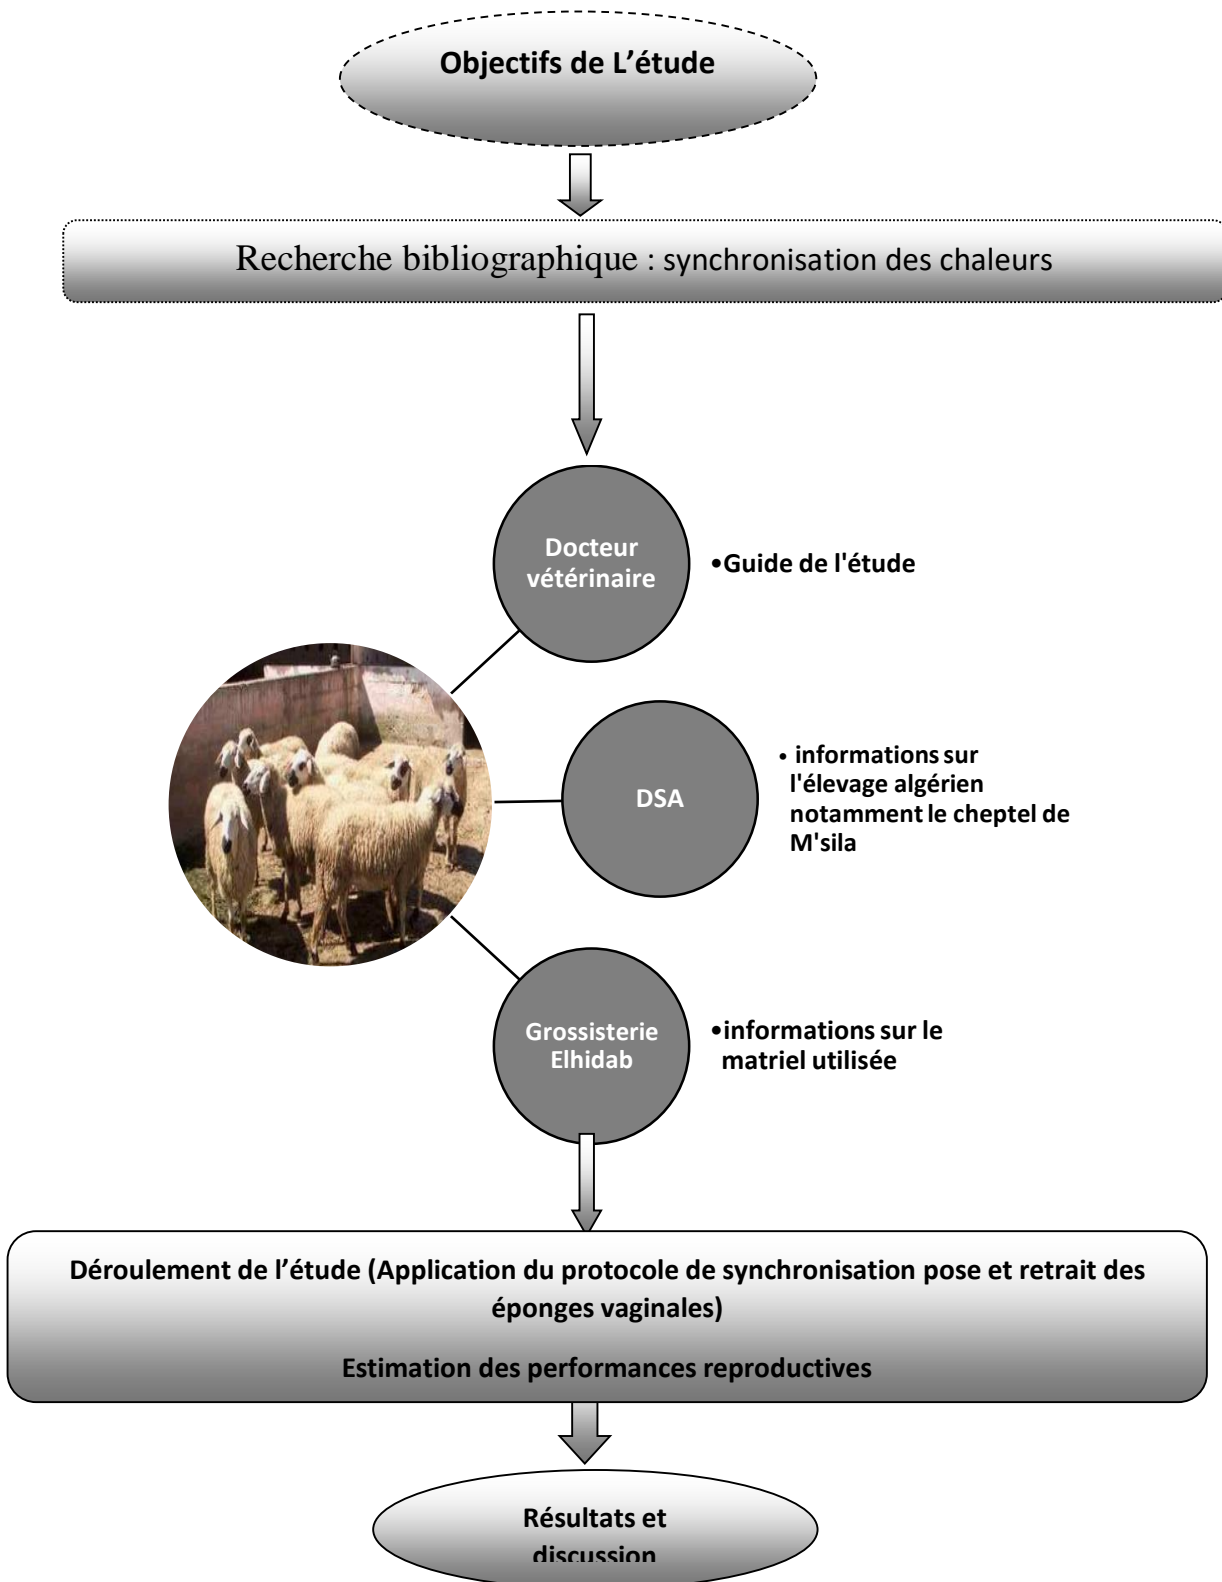 Objectifs de L’étude
Recherche bibliographique : synchronisation des chaleurs
Docteur
vétérinaire
•Guide de l'étude
DSA
• informations sur
l'élevage algérien
notamment le cheptel de
M'sila
Grossisterie
Elhidab
•informations sur le
matriel utilisée
Déroulement de l’étude (Application du protocole de synchronisation pose et retrait des
éponges vaginales)
Estimation des performances reproductives
Résultats et
discussion